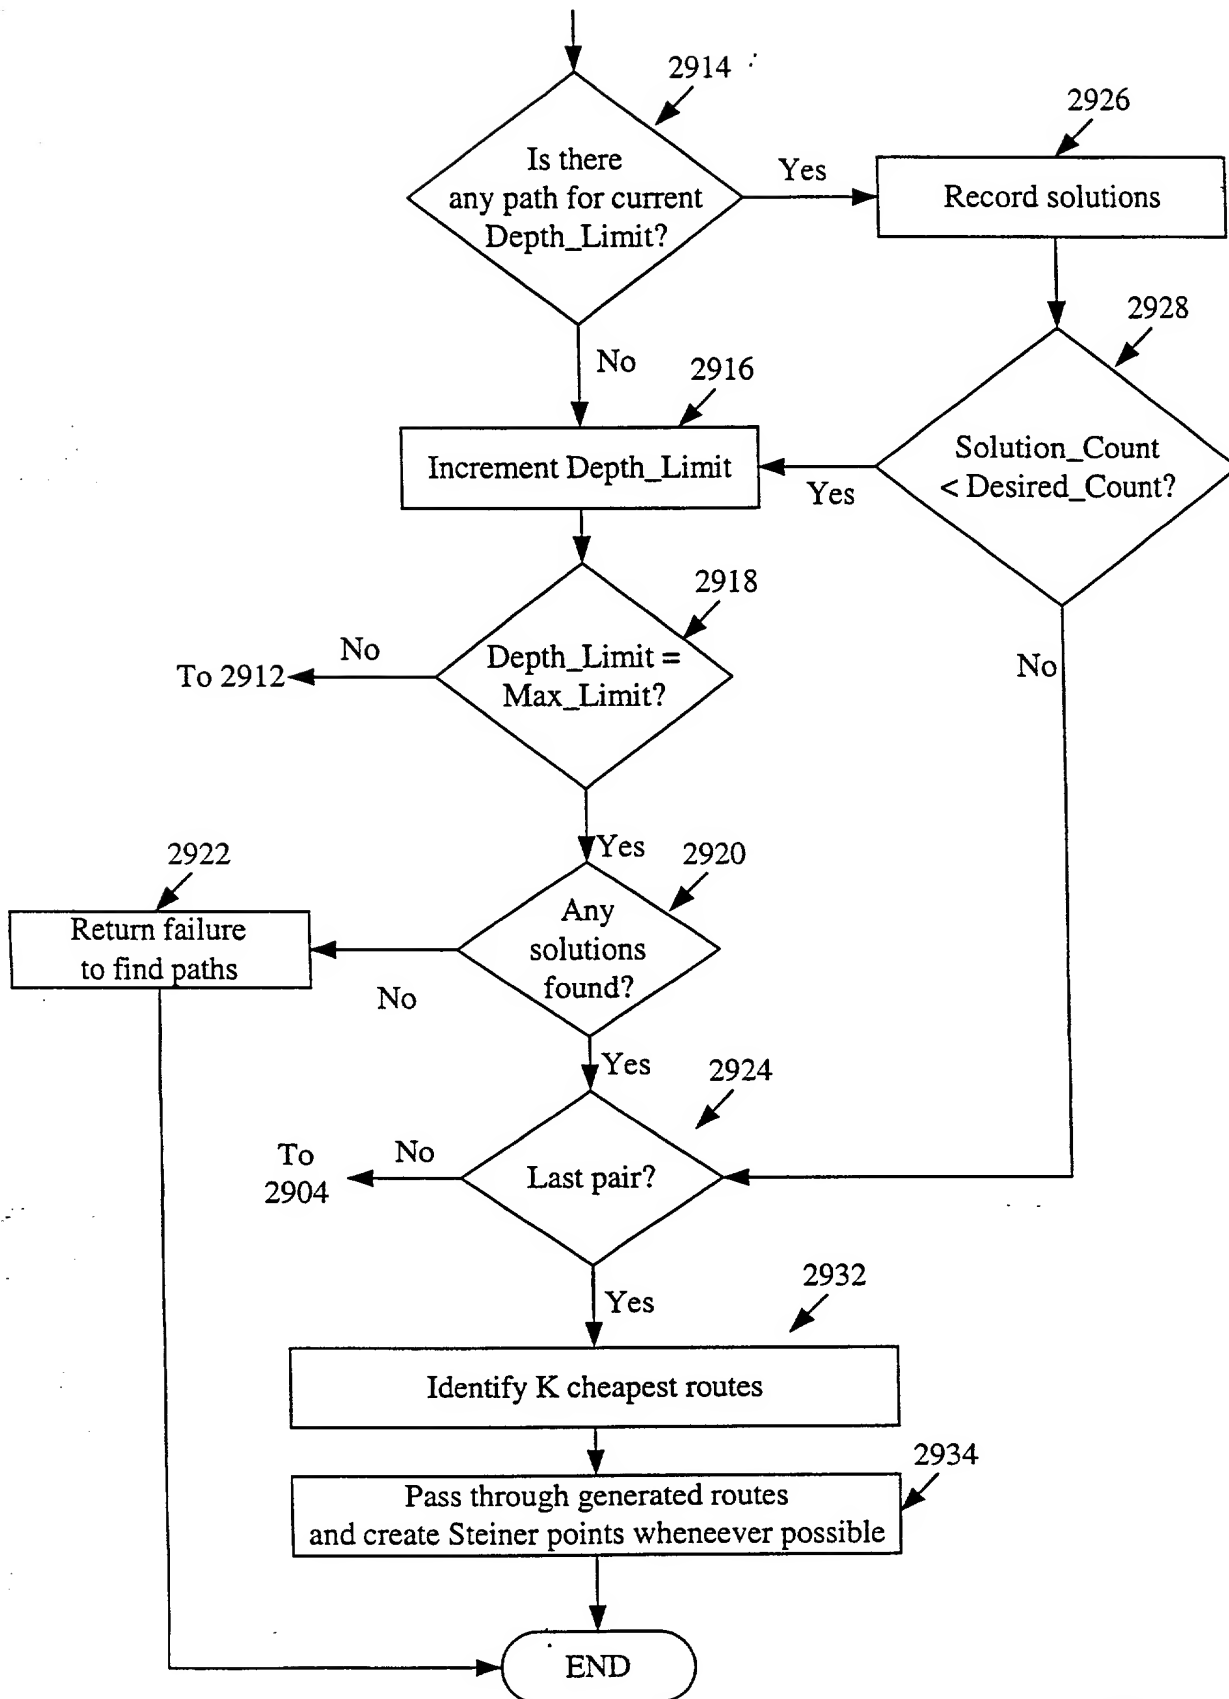 2914
Is there
any path for current
Depth_Limit?
Yes
2926
Record solutions
No
2928
Solution_Count
< Desired_Count?
Yes
No
2916
Increment Depth_Limit
2918
Depth_Limit =
Max_Limit?
No
To 2912
Yes
2920
Any
solutions
found?
No
2922
Return failure
to find paths
Yes
2924
Last pair?
No
To
2904
Yes
2932
Identify K cheapest routes
2934
Pass through generated routes
and create Steiner points wheneever possible
END